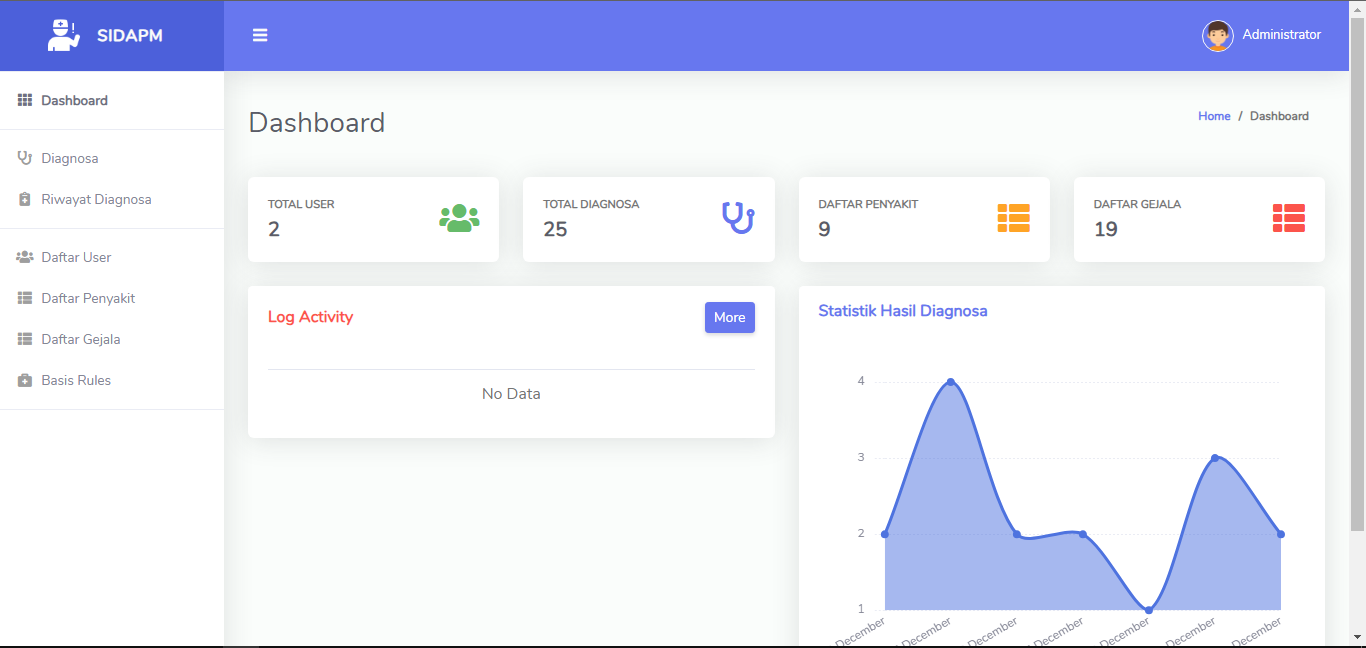 SIDAPM
Administrator
Dashboard
Diagnosa
Riwayat Diagnosa
Daftar User
Daftar Penyakit
Daftar Gejala
Basis Rules
Dashboard
Home / Dashboard
TOTAL USER
2
TOTAL DIAGNOSA
25
DAFTAR PENYAKIT
9
DAFTAR GEJALA
19
Log Activity
More
No Data
Statistik Hasil Diagnosa
4
3
2
1
December
December
December
December
December
December
December